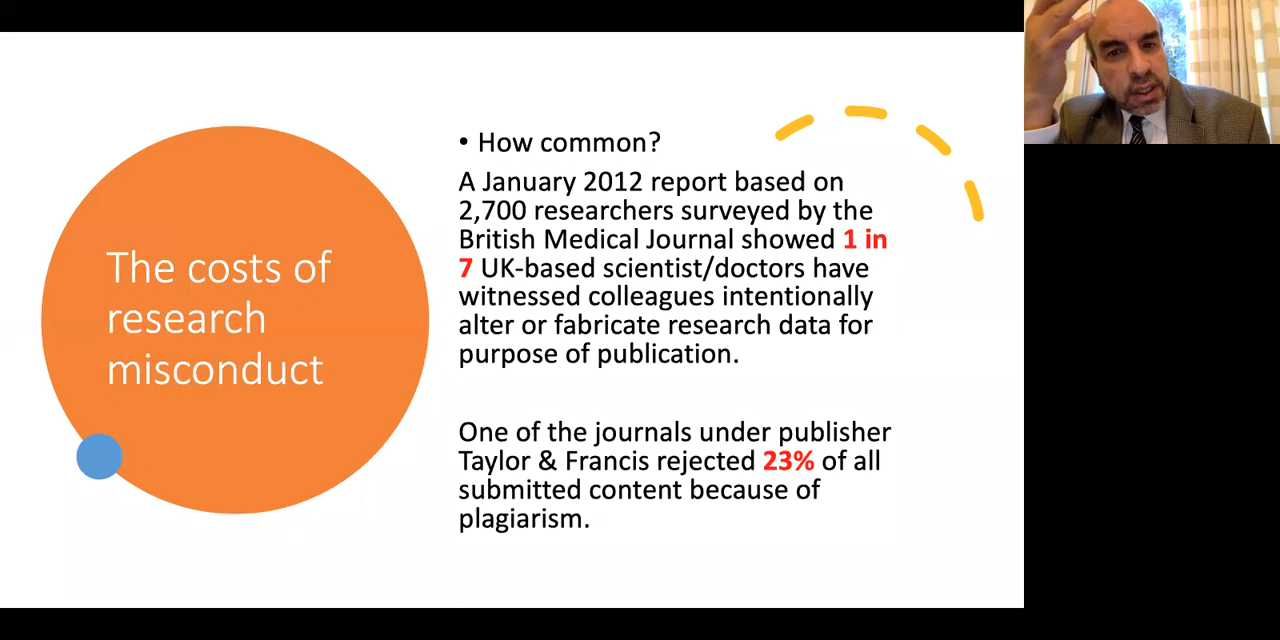 The costs of
research
misconduct
• How common?
A January 2012 report based on
2,700 researchers surveyed by the
British Medical Journal showed 1 in
7 UK-based scientist/doctors have
witnessed colleagues intentionally
alter or fabricate research data for
purpose of publication.
One of the journals under publisher
Taylor & Francis rejected 23% of all
submitted content because of
plagiarism.